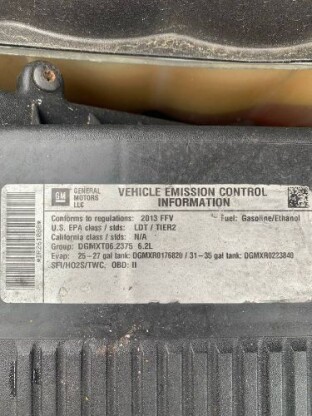 GM
GENERAL
MOTORS
LLC
VEHICLE EMISSION CONTROL
INFORMATION
Conforms to regulations: 2013 FFV Fuel: Gasoline/Ethanol
U.S. EPA class / stds: LDT / TIER2
California class / stds: N/A
Group: DGMXT06.2375 6.2L
Evap: 25-27 gal tank: DGMXR0176820 / 31-35 gal tank: DGMXR0223840
SFI/HO2S/TWC, OBD: II